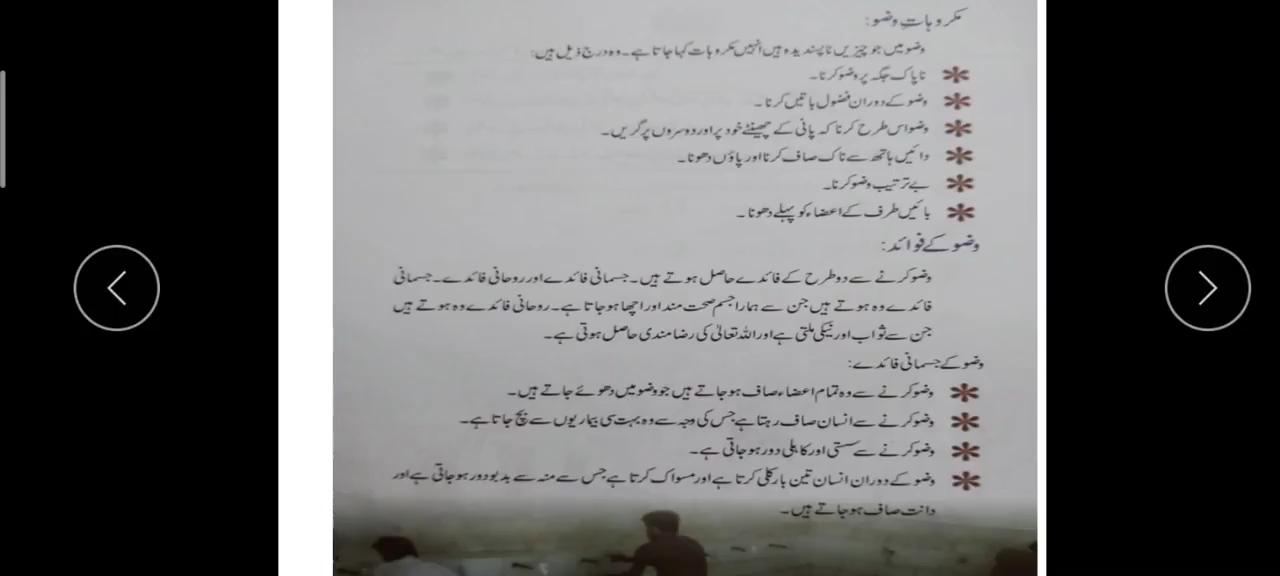 مکروہاتِ وضو:
وضو میں جو چیزیں ناپسندیدہ ہیں انہیں مکروہات کہا جاتا ہے۔ وہ درج ذیل ہیں:
ناپاک جگہ پر وضو کرنا۔
وضو کے دوران فضول باتیں کرنا۔
وضو اس طرح کرنا کہ پانی کے چھینٹے خود پر اور دوسروں پر گریں۔
دائیں ہاتھ سے ناک صاف کرنا اور پاؤں دھونا۔
بے ترتیب وضو کرنا۔
بائیں طرف کے اعضاء کو پہلے دھونا۔
وضو کے فوائد:
وضو کرنے سے دو طرح کے فائدے حاصل ہوتے ہیں۔ جسمانی فائدے اور روحانی فائدے۔ جسمانی
فائدے وہ ہوتے ہیں جن سے ہمارا جسم صحت مند اور اچھا ہو جاتا ہے۔ روحانی فائدے وہ ہوتے ہیں
جن سے ثواب اور نیکی ملتی ہے اور اللہ تعالیٰ کی رضا مندی حاصل ہوتی ہے۔
وضو کے جسمانی فائدے:
وضو کرنے سے وہ تمام اعضاء صاف ہو جاتے ہیں جو وضو میں دھوئے جاتے ہیں۔
وضو کرنے سے انسان صاف رہتا ہے جس کی وجہ سے وہ بہت سی بیماریوں سے بچ جاتا ہے۔
وضو کرنے سے سستی اور کاہلی دور ہو جاتی ہے۔
وضو کے دوران انسان تین بار کلی کرتا ہے اور مسواک کرتا ہے جس سے منہ سے بدبو دور ہو جاتی ہے اور
دانت صاف ہو جاتے ہیں۔